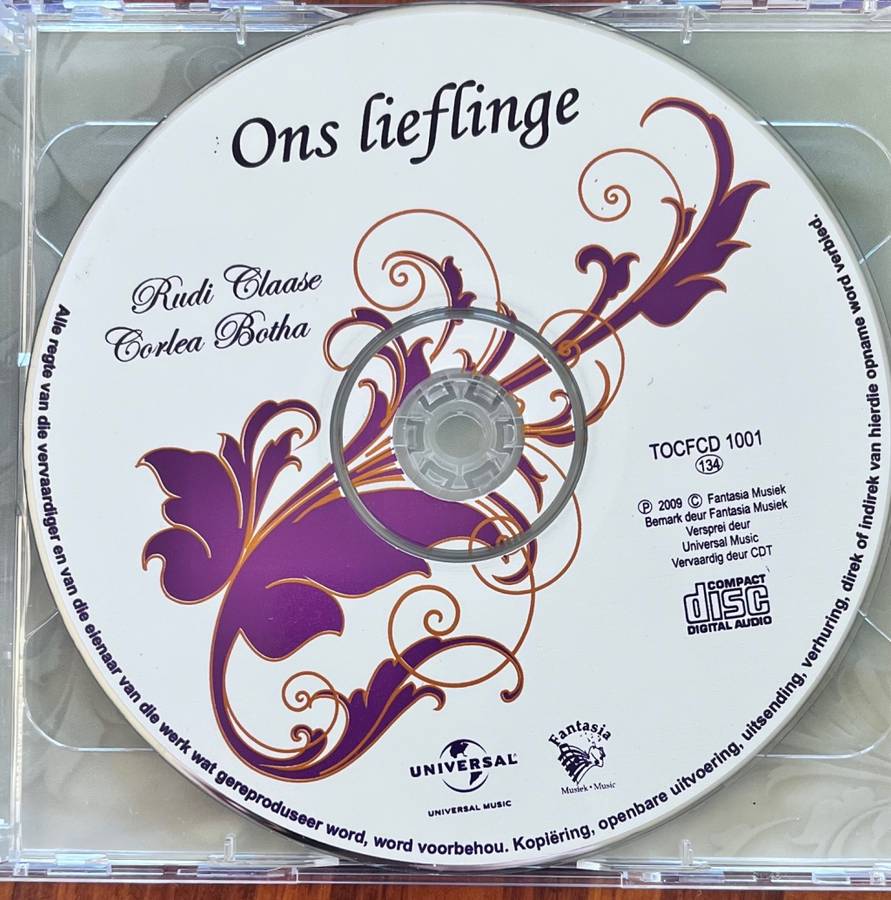 Ons lieflinge
Rudi Claase
Corlea Botha
TOCFCD 1001
134
Ⓟ 2009 © Fantasia Musiek
Bemark deur Fantasia Musiek
Versprei deur
Universal Music
Vervaardig deur CDT
COMPACT
disc
DIGITAL AUDIO
UNIVERSAL
UNIVERSAL MUSIC
Fantasia
Musiek • Music
Alle regte van die vervaardiger en van die eienaar van die werk wat gereproduseer word, word voorbehou. Kopiëring, openbare uitvoering, uitsending, verhuring, direk of indirek van hierdie opname word verbied.